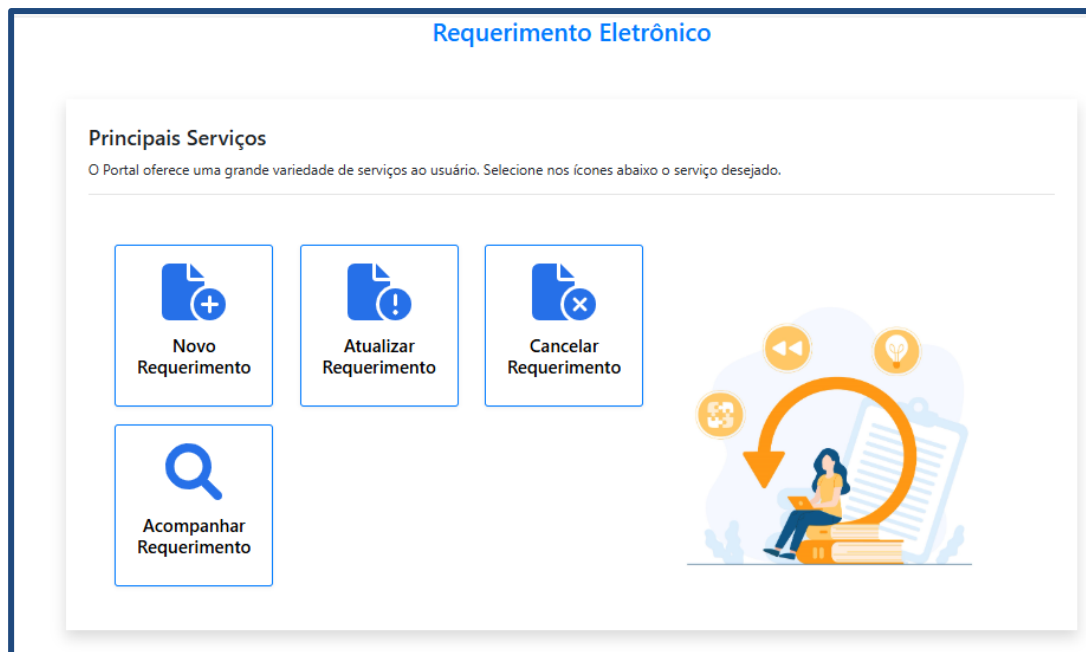 Requerimento Eletrônico
Principais Serviços
O Portal oferece uma grande variedade de serviços ao usuário. Selecione nos ícones abaixo o serviço desejado.
Novo
Requerimento
Atualizar
Requerimento
Cancelar
Requerimento
Acompanhar
Requerimento